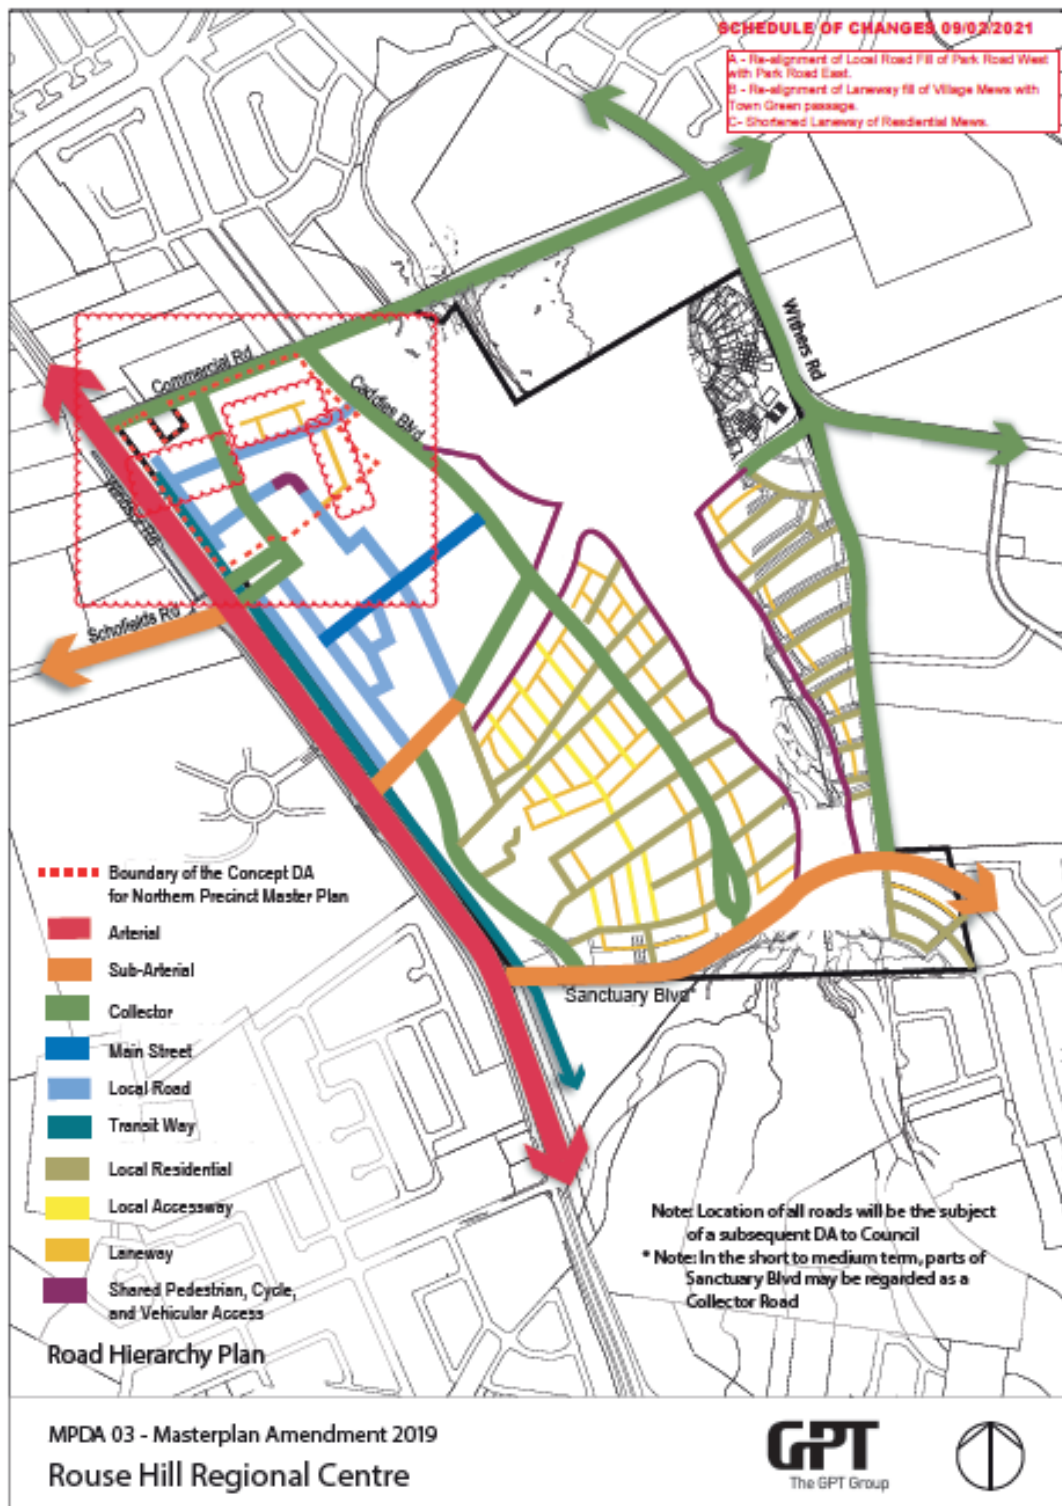 SCHEDULE OF CHANGES 09/02/2021
A - Re-alignment of Local Road Fill of Park Road West
with Park Road East.
B - Re-alignment of Laneway fill of Village Mews with
Town Green passage.
C- Shortened Laneway of Residential Mews.
Withers Rd
Commercial Rd
Caddies Blvd
Windsor Rd
Schofields Rd
Sanctuary Blvd*
Boundary of the Concept DA
for Northern Precinct Master Plan
Arterial
Sub-Arterial
Collector
Main Street
Local Road
Transit Way
Local Residential
Local Accessway
Laneway
Shared Pedestrian, Cycle,
and Vehicular Access
Note: Location of all roads will be the subject
of a subsequent DA to Council
* Note: In the short to medium term, parts of
Sanctuary Blvd may be regarded as a
Collector Road
Road Hierarchy Plan
MPDA 03 - Masterplan Amendment 2019
Rouse Hill Regional Centre
GPT
The GPT Group